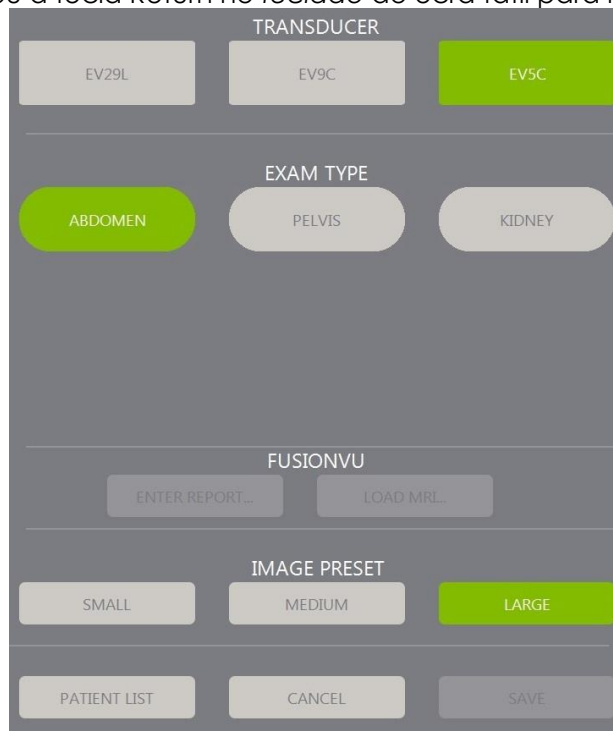 TRANSDUCER
EV29L EV9C EV5C
EXAM TYPE
ABDOMEN PELVIS KIDNEY
FUSIONVU
ENTER REPORT... LOAD MRI...
IMAGE PRESET
SMALL MEDIUM LARGE
PATIENT LIST CANCEL SAVE